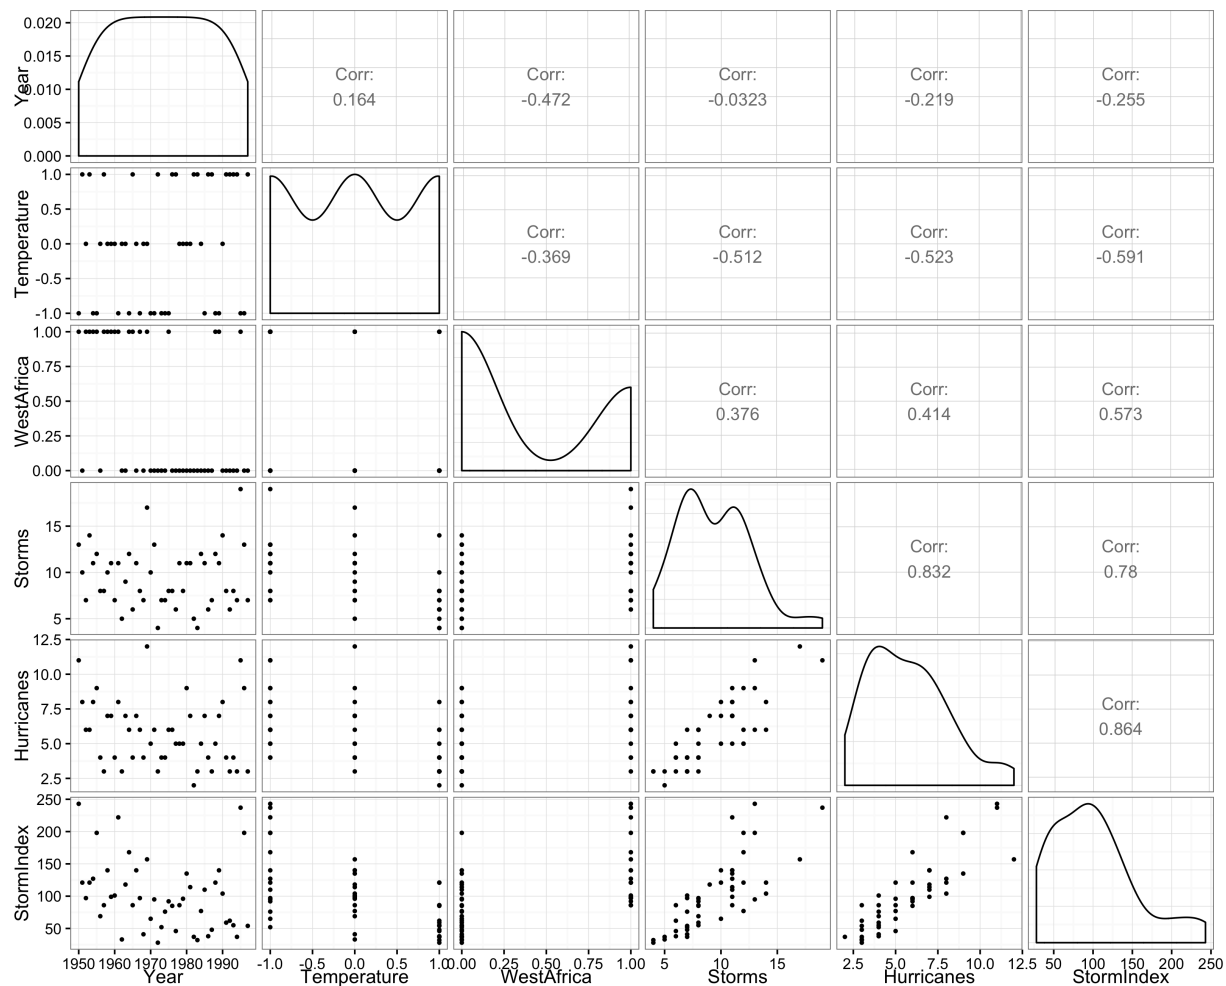 0.020
0.015
0.010
0.005
0.000
Year
Corr:
0.164
Corr:
-0.472
Corr:
-0.0323
Corr:
-0.219
Corr:
-0.255
1.0
0.5
0.0
-0.5
-1.0
Temperature
Corr:
-0.369
Corr:
-0.512
Corr:
-0.523
Corr:
-0.591
1.00
0.75
0.50
0.25
0.00
WestAfrica
Corr:
0.376
Corr:
0.414
Corr:
0.573
15
10
5
Storms
Corr:
0.832
Corr:
0.78
12.5
10.0
7.5
5.0
2.5
Hurricanes
Corr:
0.864
250
200
150
100
50
StormIndex
1950 1960 1970 1980 1990
-1.0 -0.5 0.0 0.5 1.0
0.00 0.25 0.50 0.75 1.00
5 10 15
2.5 5.0 7.5 10.0 12.5
50 100 150 200 250
Year
Temperature
WestAfrica
Storms
Hurricanes
StormIndex